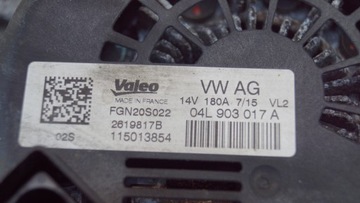 Valeo VW AG
MADE IN FRANCE 14V 180A 7/15 VL2
FGN20S022 04L 903 017 A
2619817B
02S 115013854